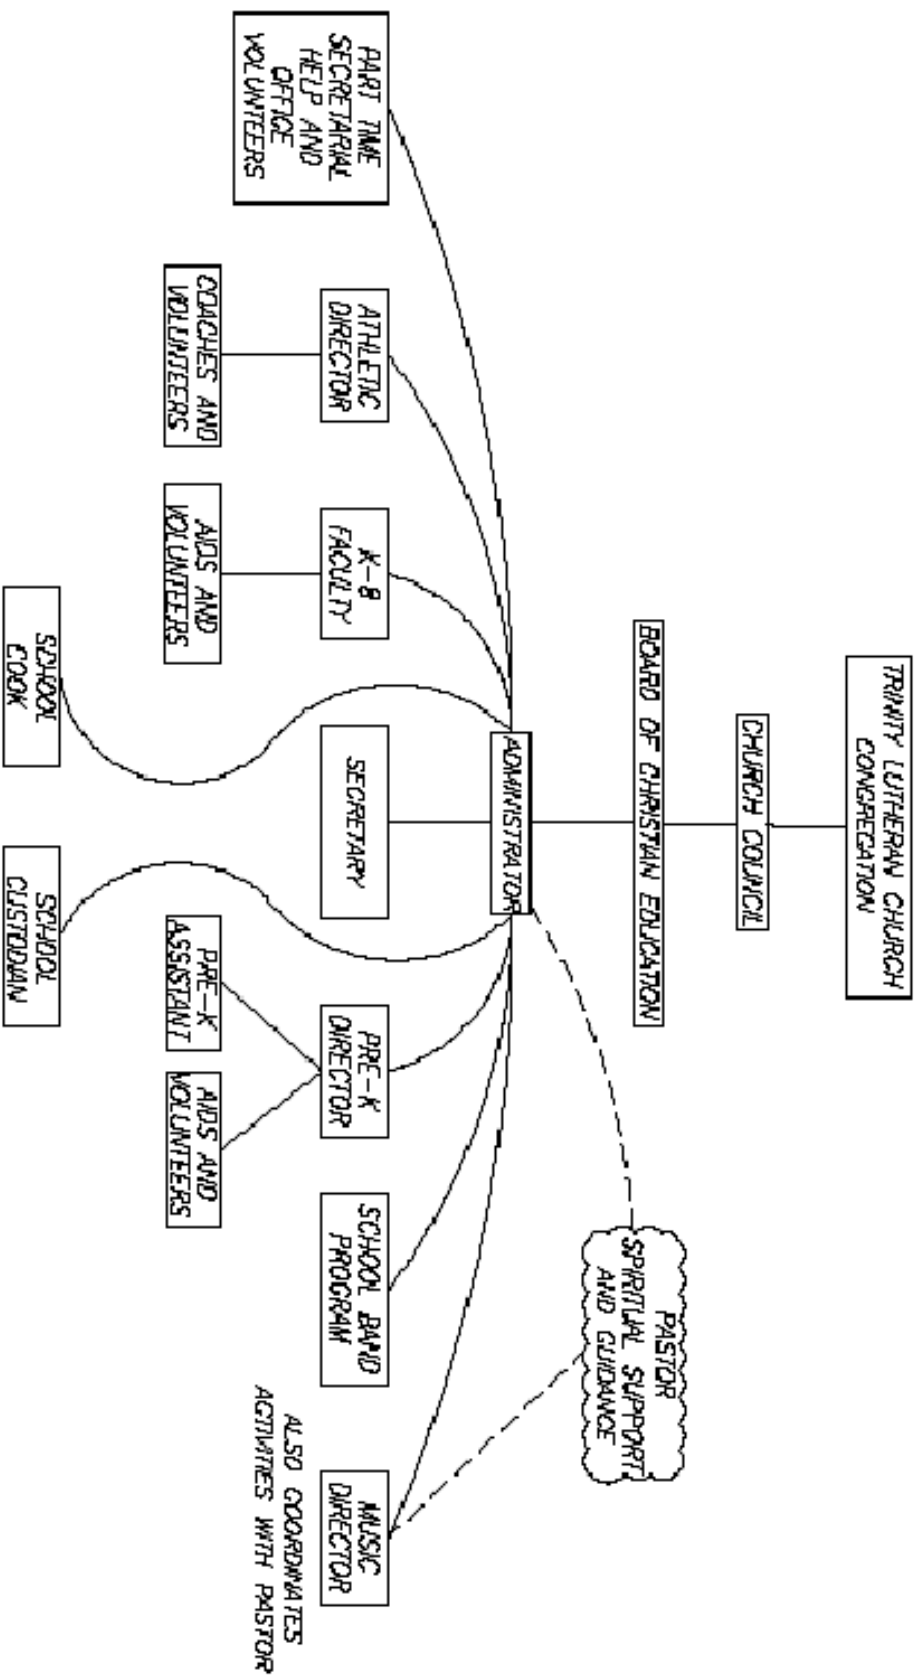 TRINITY LUTHERAN CHURCH
CONGREGATION
CHURCH COUNCIL
BOARD OF CHRISTIAN EDUCATION
PASTOR
SPIRITUAL SUPPORT
AND GUIDANCE
ADMINISTRATOR
PART TIME
SECRETARIAL
HELP AND
OFFICE
VOLUNTEERS
ATHLETIC
DIRECTOR
K-8
FACULTY
SECRETARY
PRE-K
DIRECTOR
SCHOOL BAND
PROGRAM
MUSIC
DIRECTOR
ALSO COORDINATES
ACTIVITIES WITH PASTOR
COACHES AND
VOLUNTEERS
AIDS AND
VOLUNTEERS
PRE-K
ASSISTANT
AIDS AND
VOLUNTEERS
SCHOOL
COOK
SCHOOL
CUSTODIAN